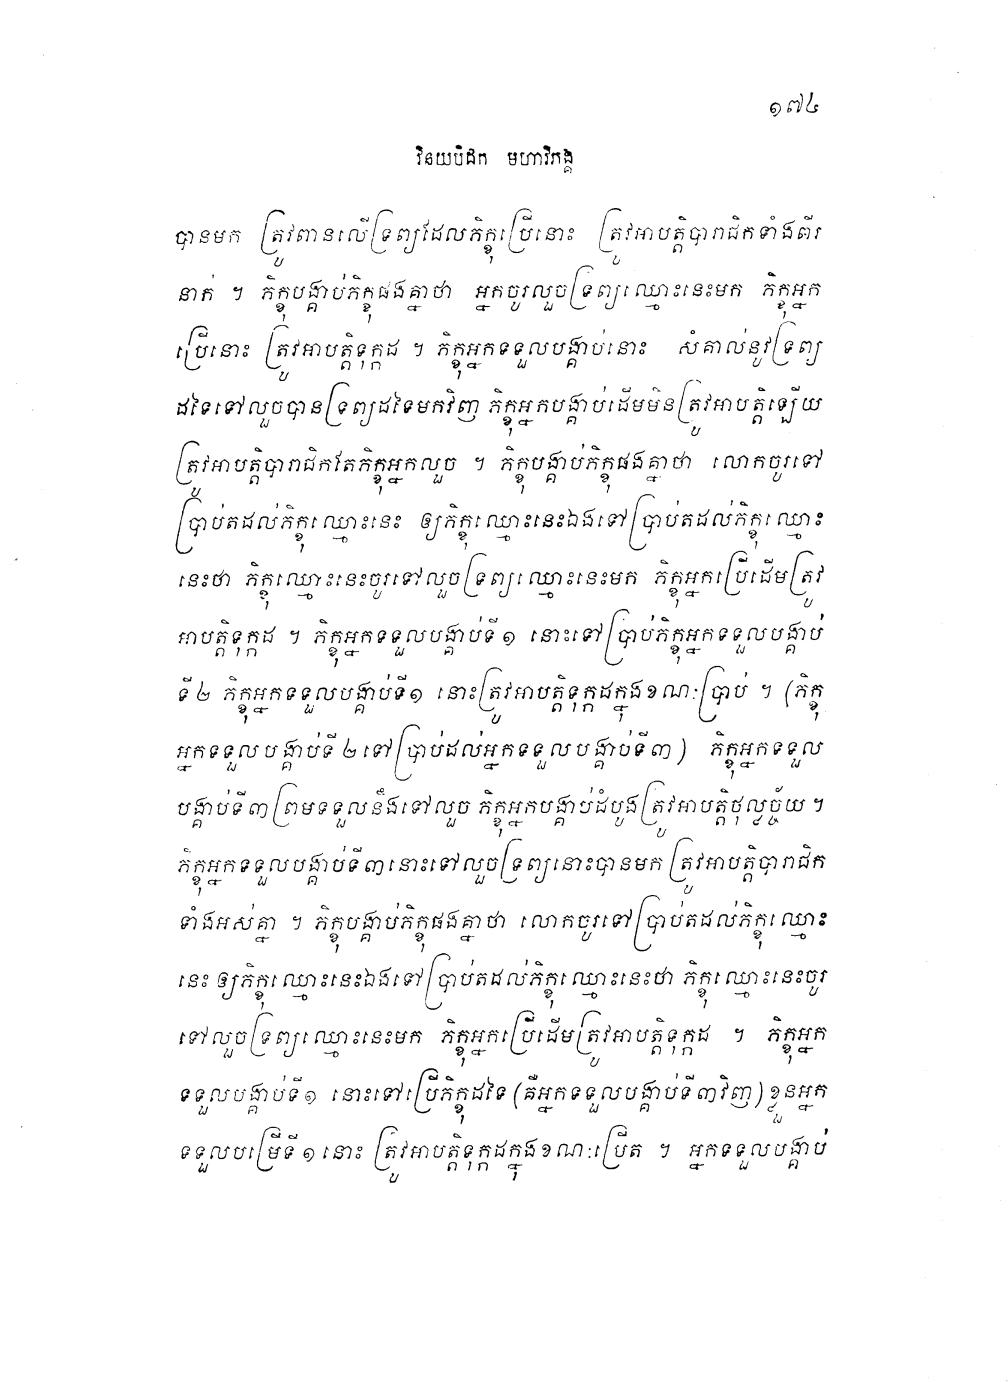 ១៧៤
វិនយបិដក មហាវិភង្គ
បានមក ត្រូវពានលើទ្រព្យដែលភិក្ខុប្រើនោះ ត្រូវអាបត្តិបារាជិកទាំងពីរ
នាក់ ។ ភិក្ខុបង្គាប់ភិក្ខុផងគ្នាថា អ្នកចូរលួចទ្រព្យឈ្មោះនេះមក ភិក្ខុអ្នក
ប្រើនោះ ត្រូវអាបត្តិទុក្កដ ។ ភិក្ខុអ្នកទទួលបង្គាប់នោះ សំគាល់នូវទ្រព្យ
ដទៃទៅលួចបានទ្រព្យដទៃមកវិញ ភិក្ខុអ្នកបង្គាប់ដើមមិនត្រូវអាបត្តិឡើយ
ត្រូវអាបត្តិបារាជិកតែភិក្ខុអ្នកលួច ។ ភិក្ខុបង្គាប់ភិក្ខុផងគ្នាថា លោកចូរទៅ
ប្រាប់តដល់ភិក្ខុឈ្មោះនេះ ឲ្យភិក្ខុឈ្មោះនេះឯងទៅប្រាប់តដល់ភិក្ខុឈ្មោះ
នេះថា ភិក្ខុឈ្មោះនេះចូរទៅលួចទ្រព្យឈ្មោះនេះមក ភិក្ខុអ្នកប្រើដើមត្រូវ
អាបត្តិទុក្កដ ។ ភិក្ខុអ្នកទទួលបង្គាប់ទី១ នោះទៅប្រាប់ភិក្ខុអ្នកទទួលបង្គាប់
ទី២ ភិក្ខុអ្នកទទួលបង្គាប់ទី១ នោះត្រូវអាបត្តិទុក្កដក្នុងខណៈប្រាប់ ។ (ភិក្ខុ
អ្នកទទួលបង្គាប់ទី២ទៅប្រាប់ដល់អ្នកទទួលបង្គាប់ទី៣) ភិក្ខុអ្នកទទួល
បង្គាប់ទី៣ព្រមទទួលនឹងទៅលួច ភិក្ខុអ្នកបង្គាប់ដំបូងត្រូវអាបត្តិថុល្លច្ច័យ ។
ភិក្ខុអ្នកទទួលបង្គាប់ទី៣នោះទៅលួចទ្រព្យនោះបានមក ត្រូវអាបត្តិបារាជិក
ទាំងអស់គ្នា ។ ភិក្ខុបង្គាប់ភិក្ខុផងគ្នាថា លោកចូរទៅប្រាប់តដល់ភិក្ខុឈ្មោះ
នេះ ឲ្យភិក្ខុឈ្មោះនេះឯងទៅប្រាប់តដល់ភិក្ខុឈ្មោះនេះថា ភិក្ខុឈ្មោះនេះចូរ
ទៅលួចទ្រព្យឈ្មោះនេះមក ភិក្ខុអ្នកប្រើដើមត្រូវអាបត្តិទុក្កដ ។ ភិក្ខុអ្នក
ទទួលបង្គាប់ទី១ នោះទៅប្រើភិក្ខុដទៃ (គឺអ្នកទទួលបង្គាប់ទី៣វិញ) ខ្លួនអ្នក
ទទួលបម្រើទី១នោះ ត្រូវអាបត្តិទុក្កដក្នុងខណៈប្រើត ។ អ្នកទទួលបង្គាប់